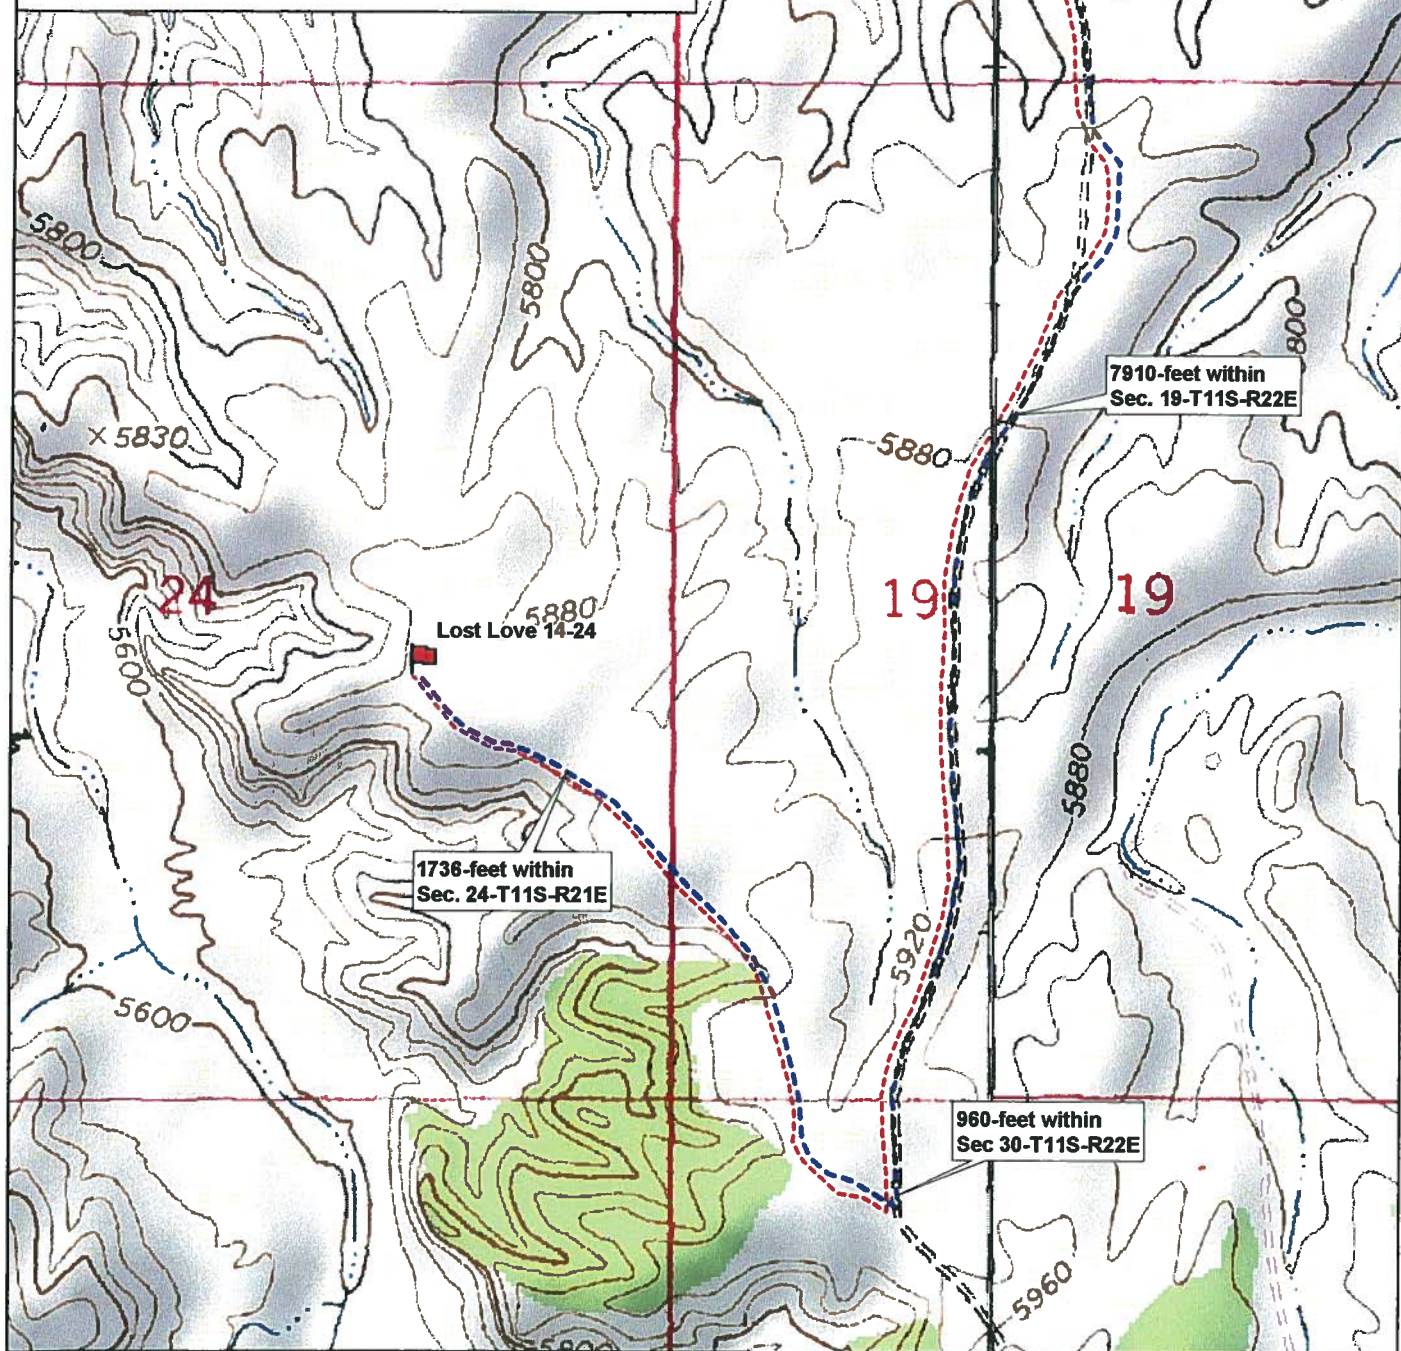 5800
5800
800
7910-feet within
Sec. 19-T11S-R22E
×5830
5880
24
19
19
5880
Lost Love 14-24
5600
5880
1736-feet within
Sec. 24-T11S-R21E
5920
5600
960-feet within
Sec 30-T11S-R22E
5960
5800